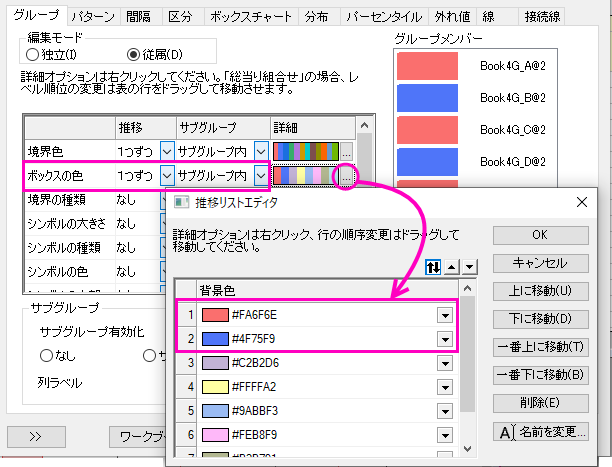 グループ パターン 間隔 区分 ボックスチャート 分布 パーセンタイル 外れ値 線 接続線
編集モード
独立(I) 従属(D)
詳細オプションは右クリックしてください。「総当り組合せ」の場合、レ
ベル順位の変更は表の行をドラッグして移動させます。
推移 サブグループ 詳細
境界色 1つずつ サブグループ内 ...
ボックスの色 1つずつ サブグループ内 ...
境界の種類 なし
シンボルの大きさ なし
シンボルの種類 なし
シンボルの色 なし
サブグループ
サブグループ有効化
なし
列ラベル
>>
グループメンバー
Book4G_A@2
Book4G_B@2
Book4G_C@2
Book4G_D@2
推移リストエディタ
詳細オプションは右クリック、行の順序変更はドラッグして
移動してください。
背景色
1 #FA6F6E
2 #4F75F9
3 #C2B2D6
4 #FFFFA2
5 #9ABBF3
6 #FEB8F9
7
OK
キャンセル
上に移動(U)
下に移動(D)
一番上に移動(T)
一番下に移動(B)
削除(E)
A 名前を変更...